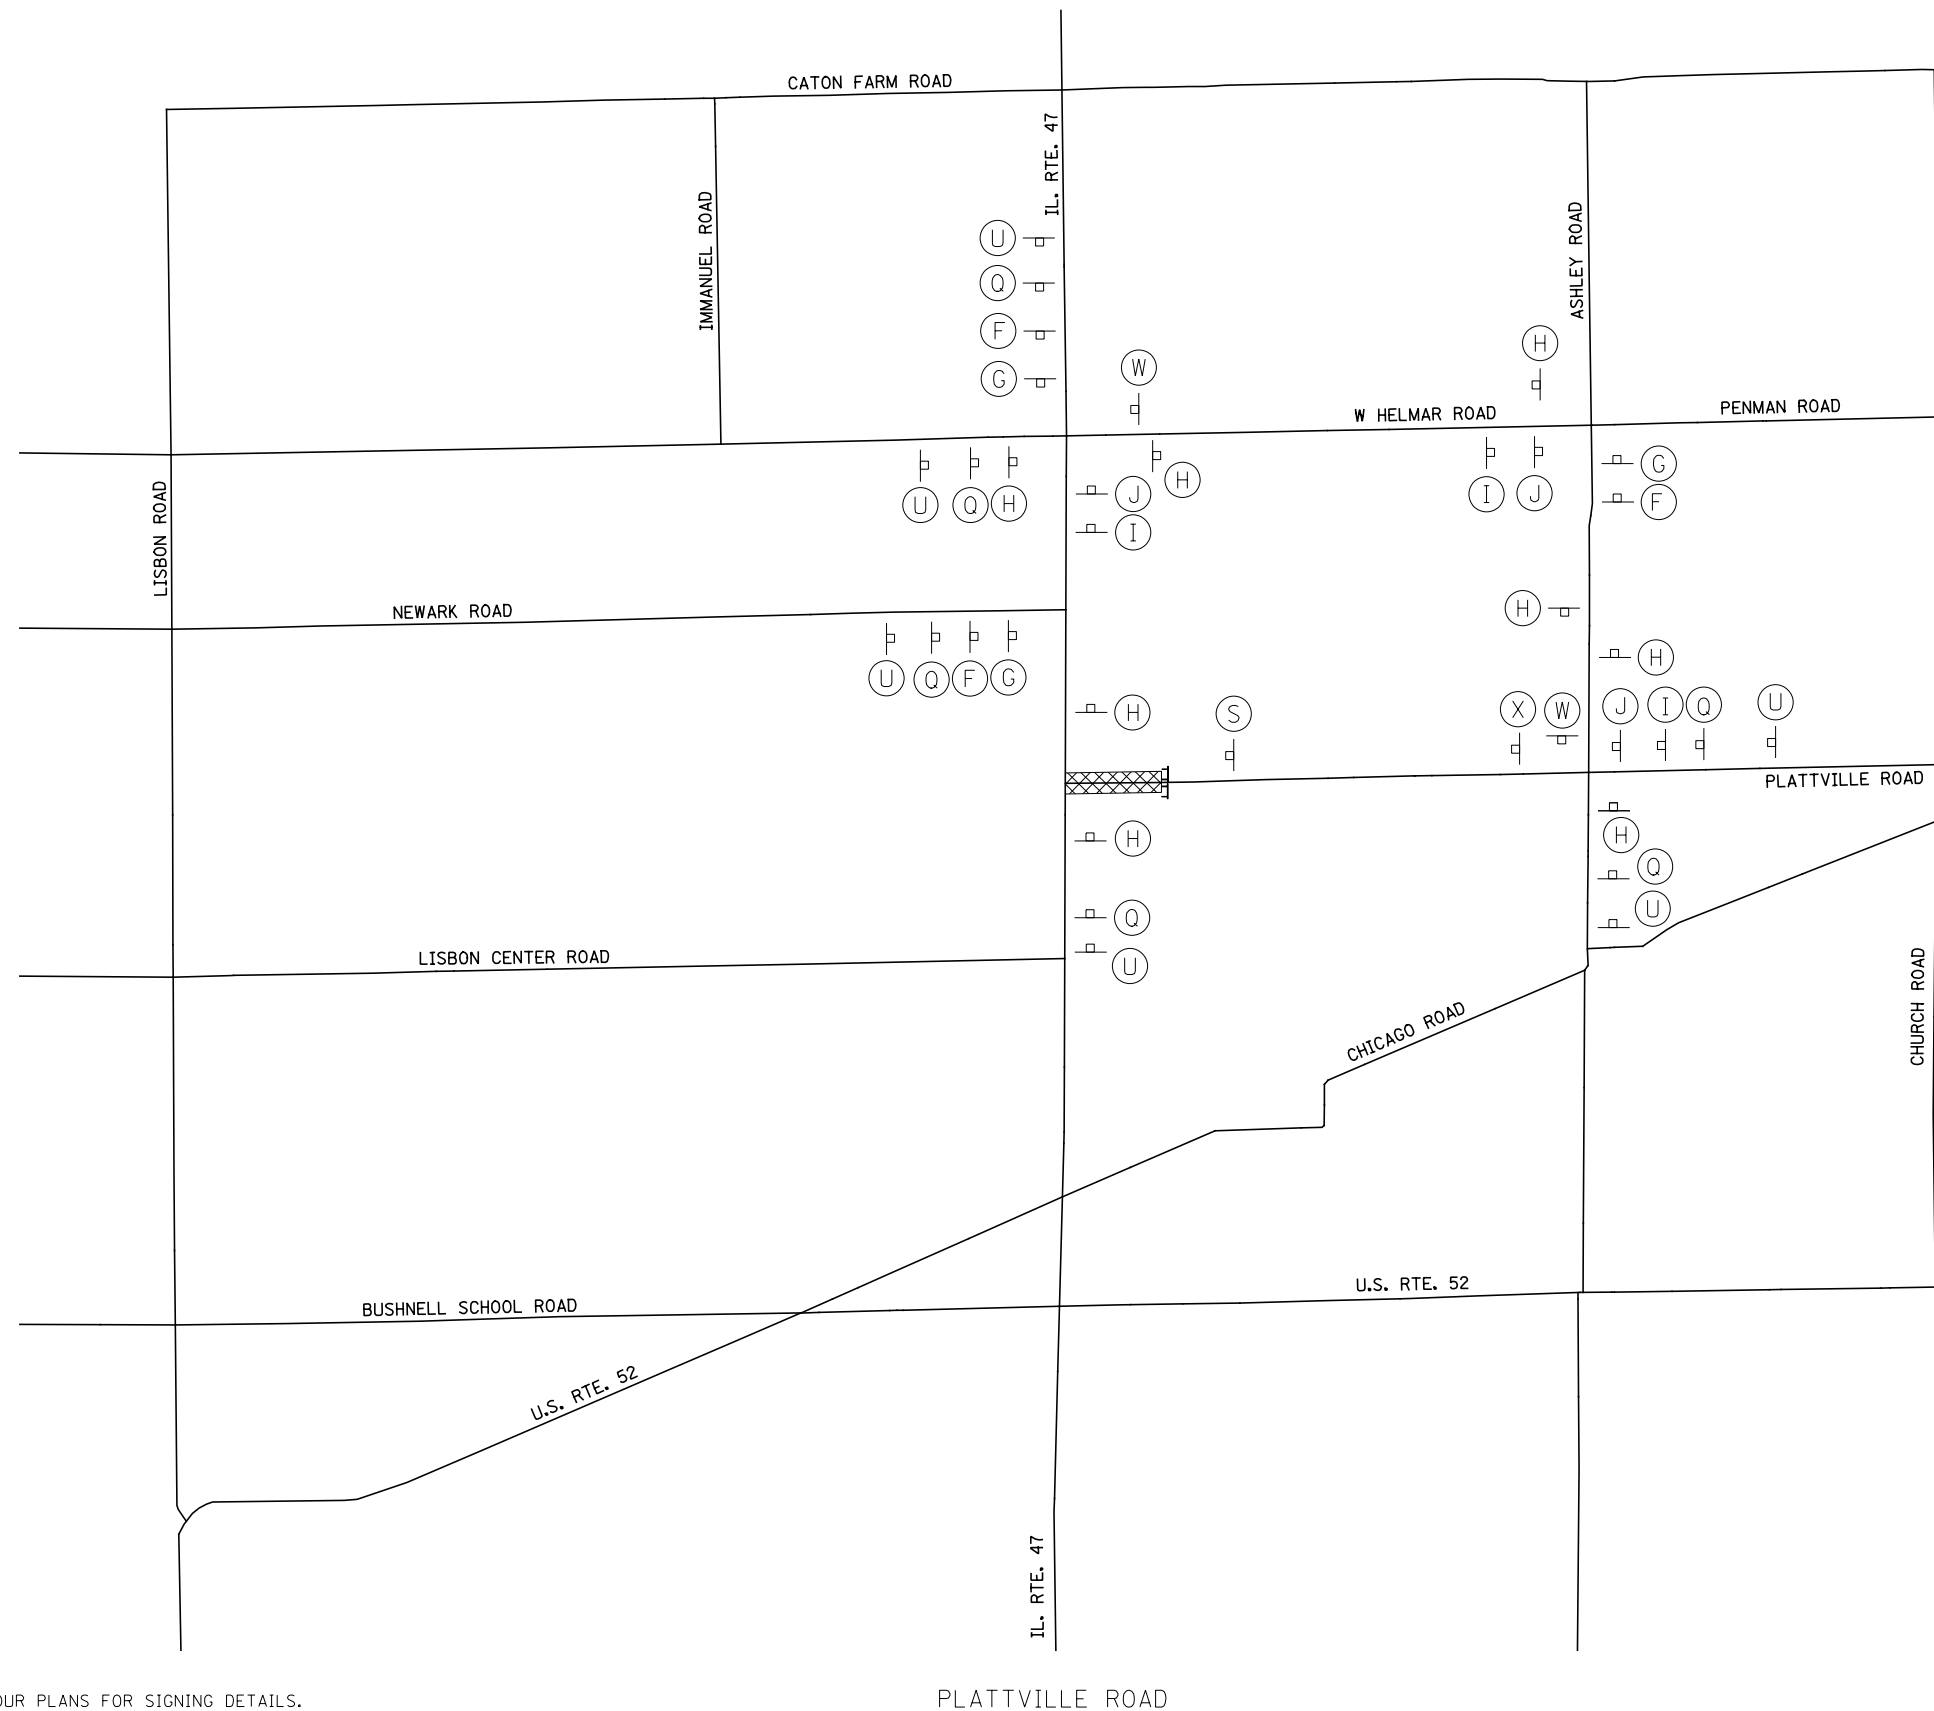 CATON FARM ROAD
IL. RTE. 47
IMMANUEL ROAD
ASHLEY ROAD
U
Q
F
G
H
W
W HELMAR ROAD
PENMAN ROAD
LISBON ROAD
U
Q
H
J
H
I
I
J
G
F
NEWARK ROAD
H
U
Q
F
G
H
H
S
X
W
J
I
Q
U
PLATTVILLE ROAD
H
H
Q
U
Q
U
LISBON CENTER ROAD
CHURCH ROAD
CHICAGO ROAD
U.S. RTE. 52
BUSHNELL SCHOOL ROAD
U.S. RTE. 52
IL. RTE. 47
OUR PLANS FOR SIGNING DETAILS.
PLATTVILLE ROAD